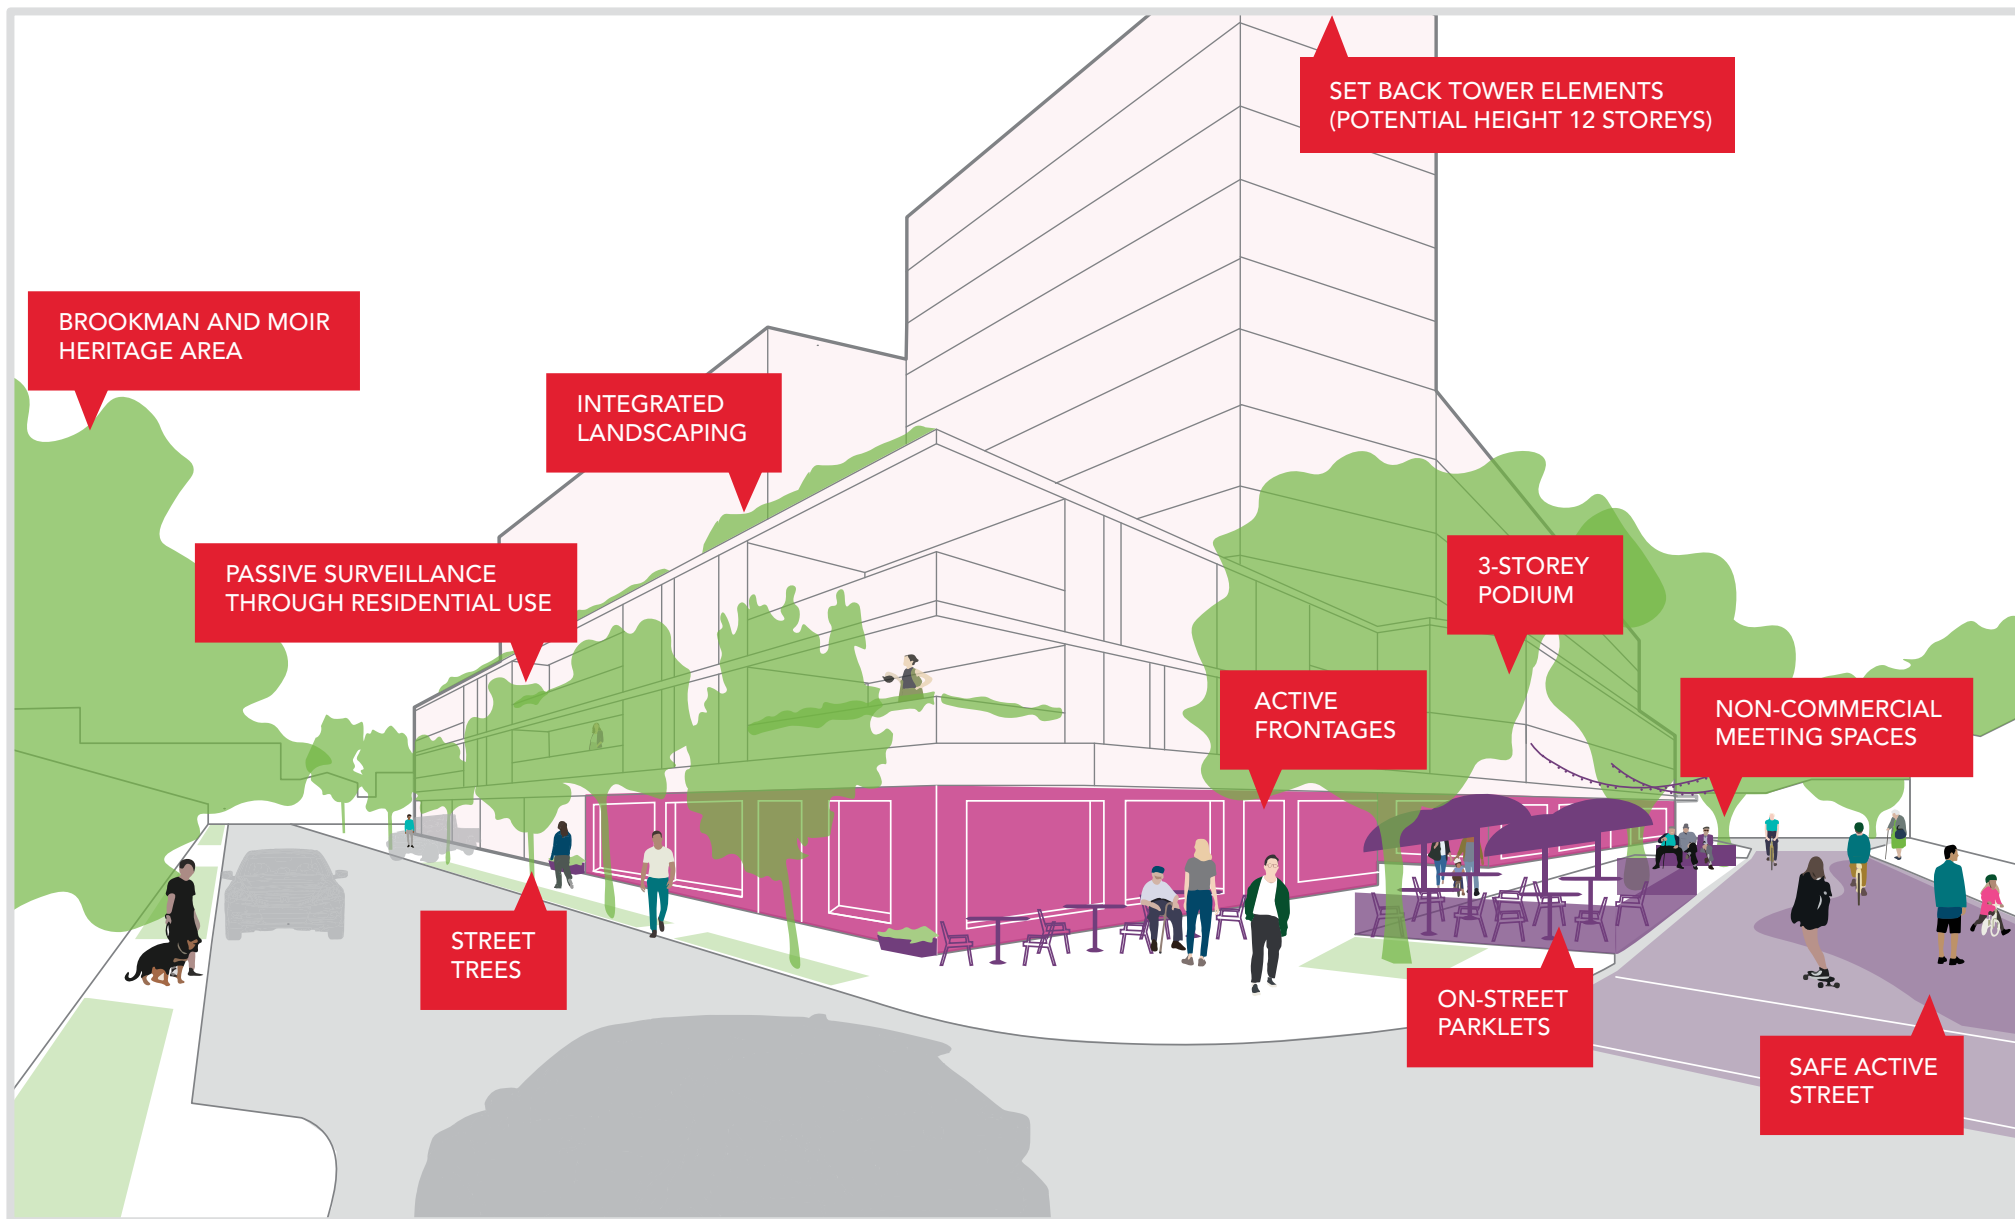 SET BACK TOWER ELEMENTS
(POTENTIAL HEIGHT 12 STOREYS)
BROOKMAN AND MOIR
HERITAGE AREA
INTEGRATED
LANDSCAPING
PASSIVE SURVEILLANCE
THROUGH RESIDENTIAL USE
3-STOREY
PODIUM
ACTIVE
FRONTAGES
NON-COMMERCIAL
MEETING SPACES
STREET
TREES
ON-STREET
PARKLETS
SAFE ACTIVE
STREET